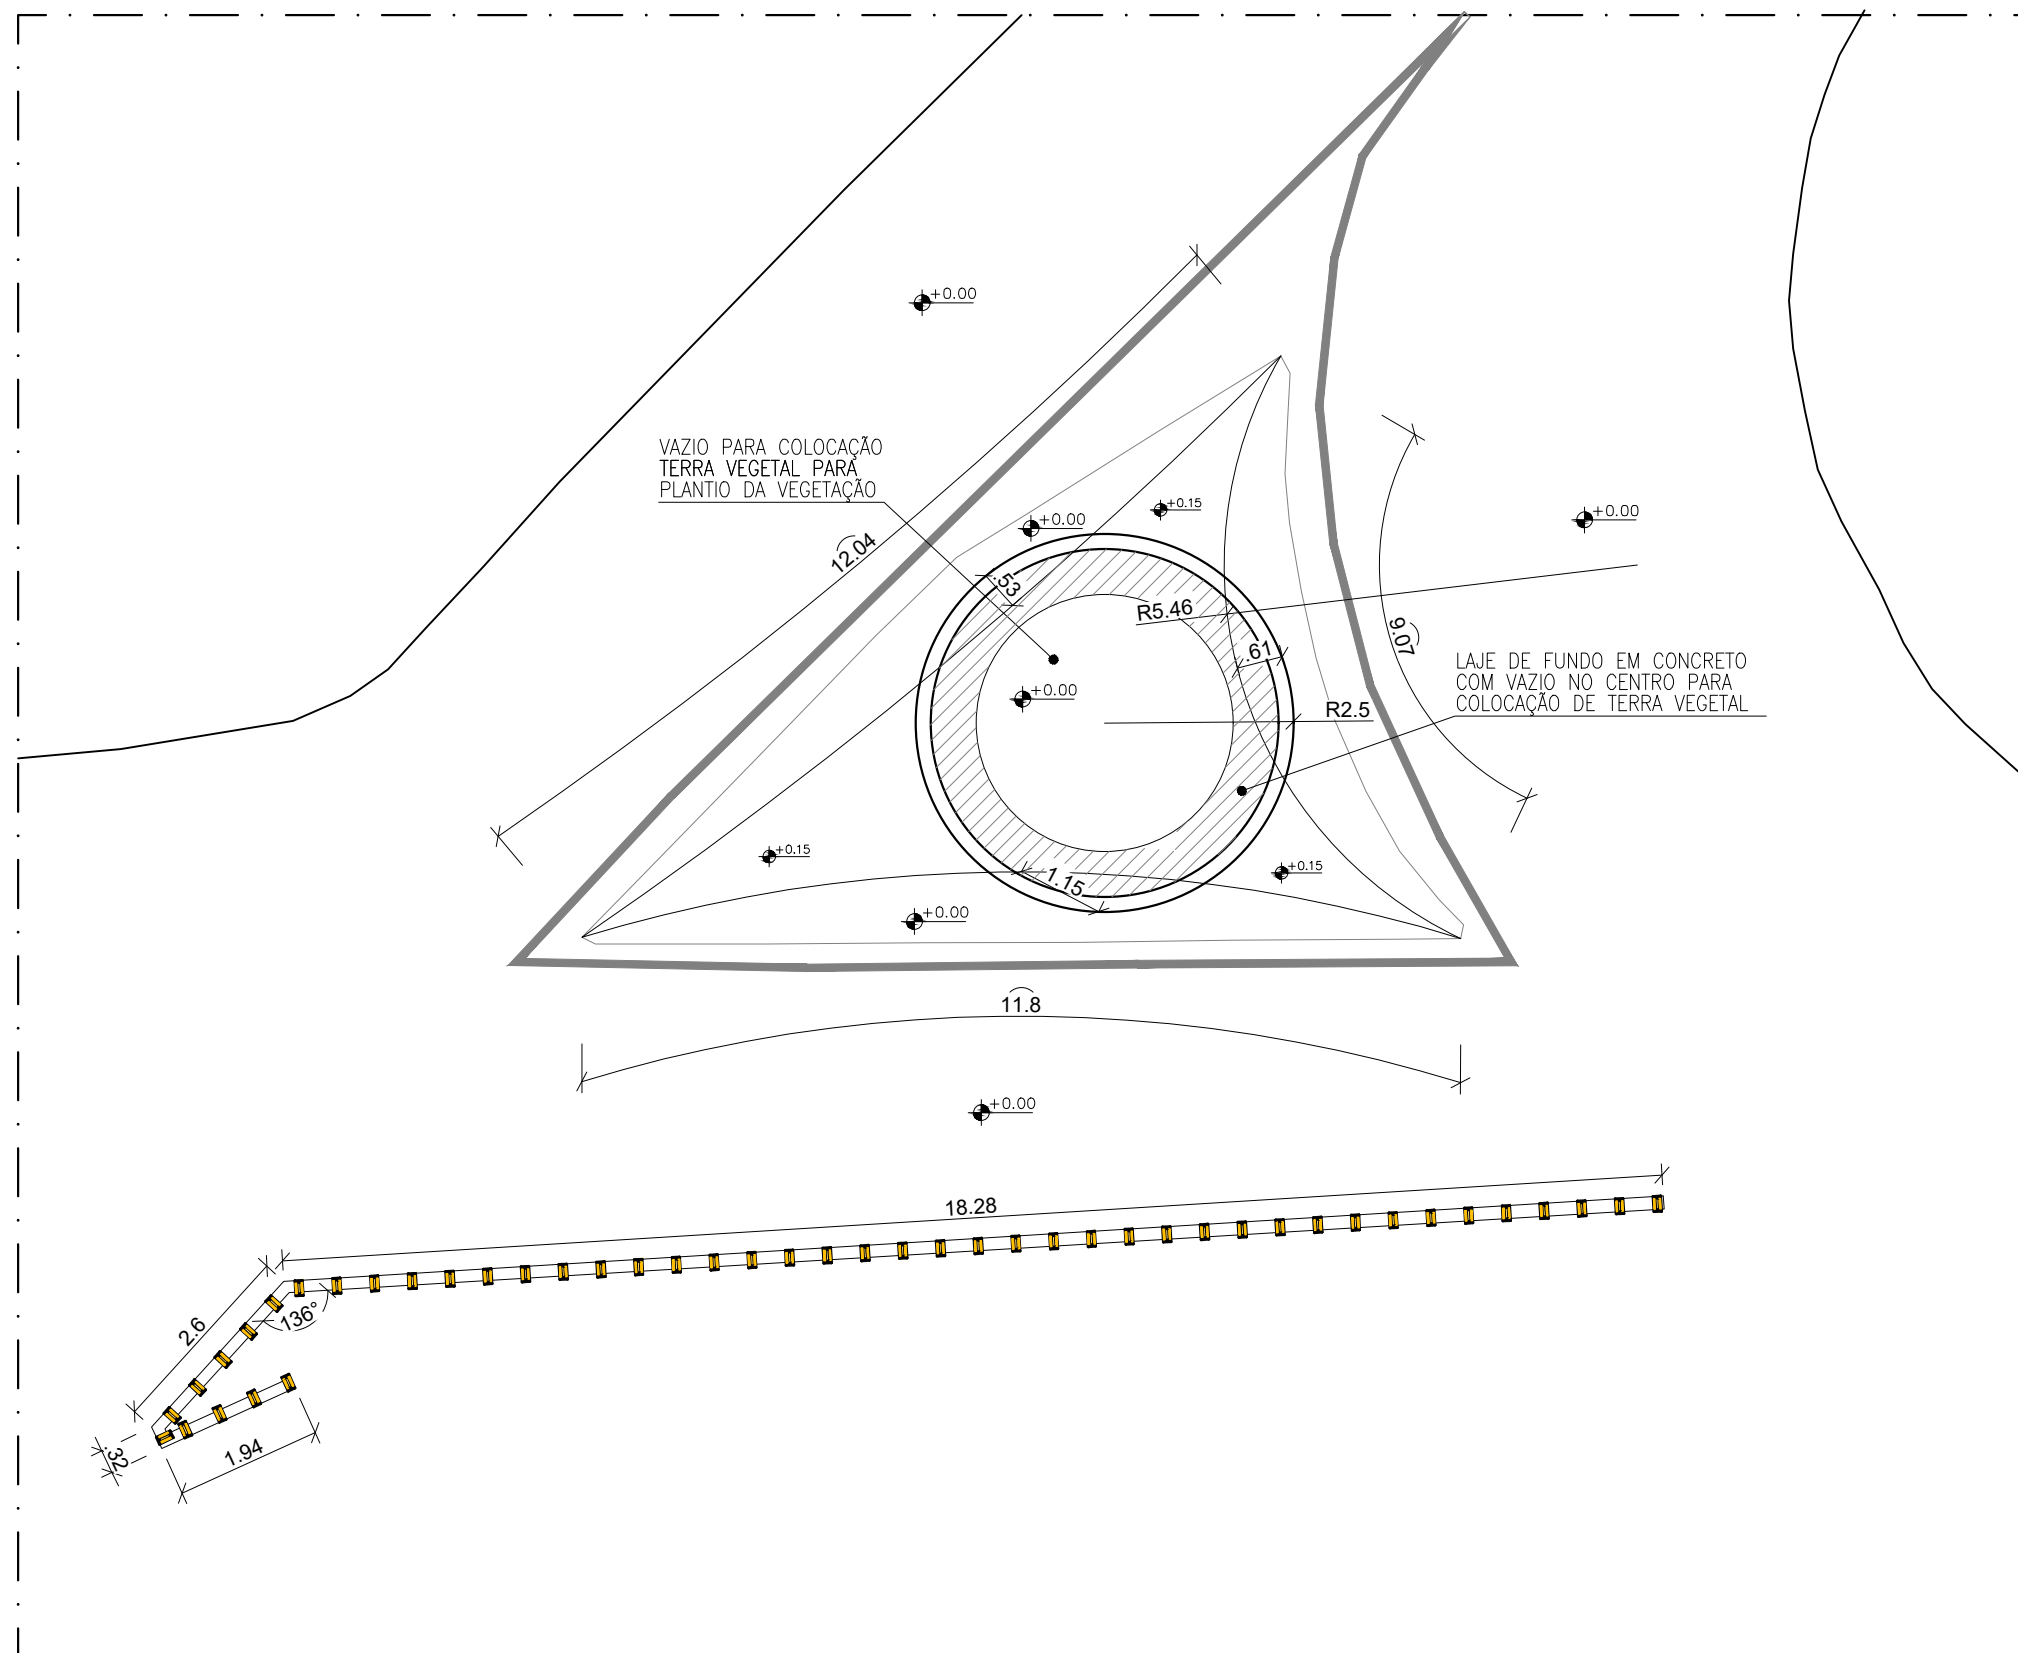 +0.00
VAZIO PARA COLOCAÇÃO
TERRA VEGETAL PARA
PLANTIO DA VEGETAÇÃO
+0.15
+0.00
+0.00
12.04
.53
R5.46
9.07
.61
LAJE DE FUNDO EM CONCRETO
COM VAZIO NO CENTRO PARA
COLOCAÇÃO DE TERRA VEGETAL
+0.00
R2.5
+0.15
+0.15
1.15
+0.00
11.8
+0.00
18.28
136°
2.6
1.94
.32